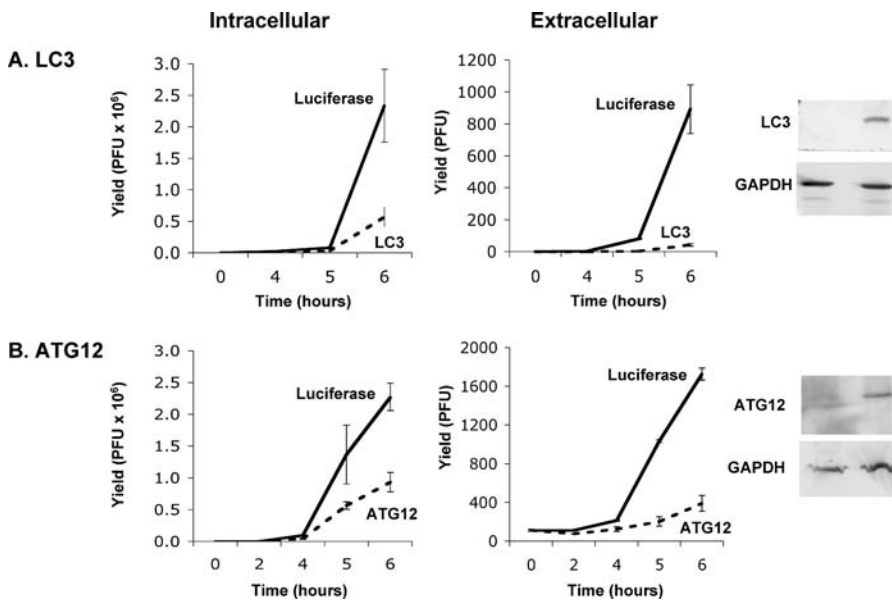 Intracellular
Extracellular
A. LC3
Yield (PFU x 10⁶)
3.0
2.5
2.0
1.5
1.0
0.5
0.0
Luciferase
LC3
0 4 5 6
Time (hours)
Yield (PFU)
1200
1000
800
600
400
200
0
Luciferase
LC3
0 4 5 6
Time (hours)
LC3
GAPDH
B. ATG12
Yield (PFU x 10⁶)
3.0
2.5
2.0
1.5
1.0
0.5
0.0
Luciferase
ATG12
0 2 4 5 6
Time (hours)
Yield (PFU)
2000
1600
1200
800
400
0
Luciferase
ATG12
0 2 4 5 6
Time (hours)
ATG12
GAPDH